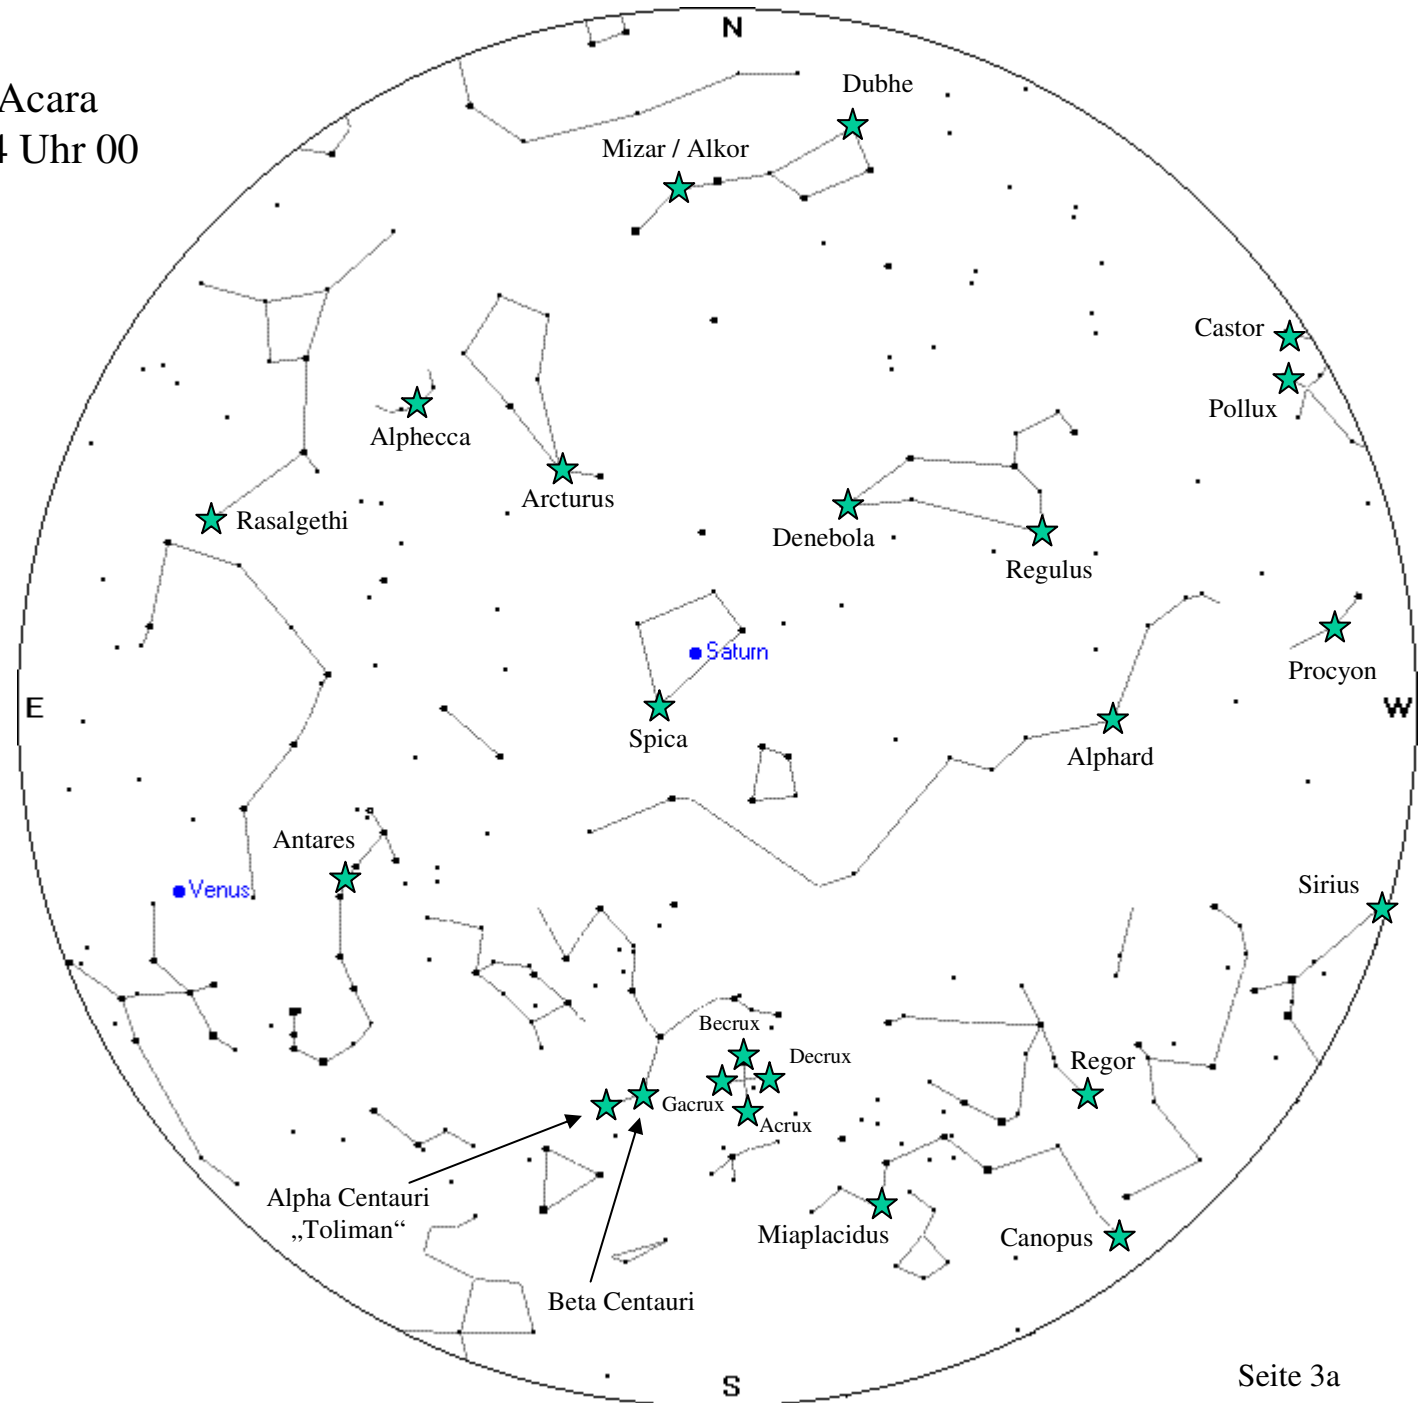 N
Acara
4 Uhr 00
Dubhe
Mizar / Alkor
Castor
Pollux
Alphecca
Arcturus
Rasalgethi
Denebola
Regulus
Saturn
Procyon
E
W
Spica
Alphard
Antares
Venus
Sirius
Becrux
Decrux
Regor
Gacrux
Acrux
Alpha Centauri
„Toliman“
Miaplacidus
Canopus
Beta Centauri
S
Seite 3a